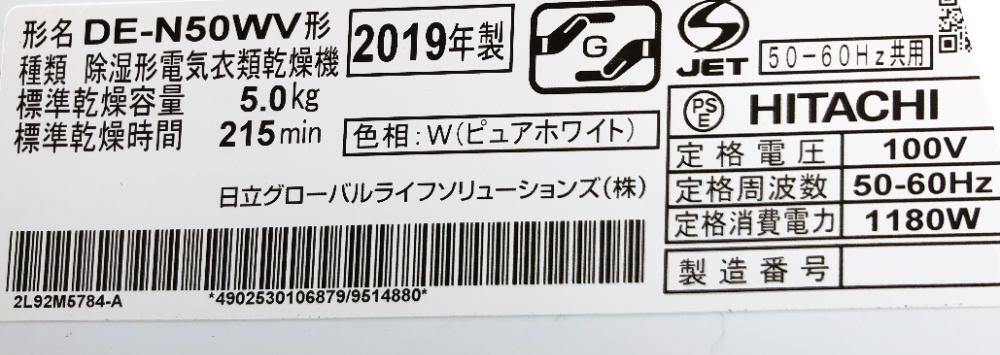 形名 DE-N50WV形
種類 除湿形電気衣類乾燥機
標準乾燥容量 5.0kg
標準乾燥時間 215min
2019年製
G
JET
50-60Hz共用
色相:W(ピュアホワイト)
日立グローバルライフソリューションズ(株)
2L92M5784-A
*4902530106879/9514880*
PS
E
HITACHI
定格電圧 100V
定格周波数 50-60Hz
定格消費電力 1180W
製造番号